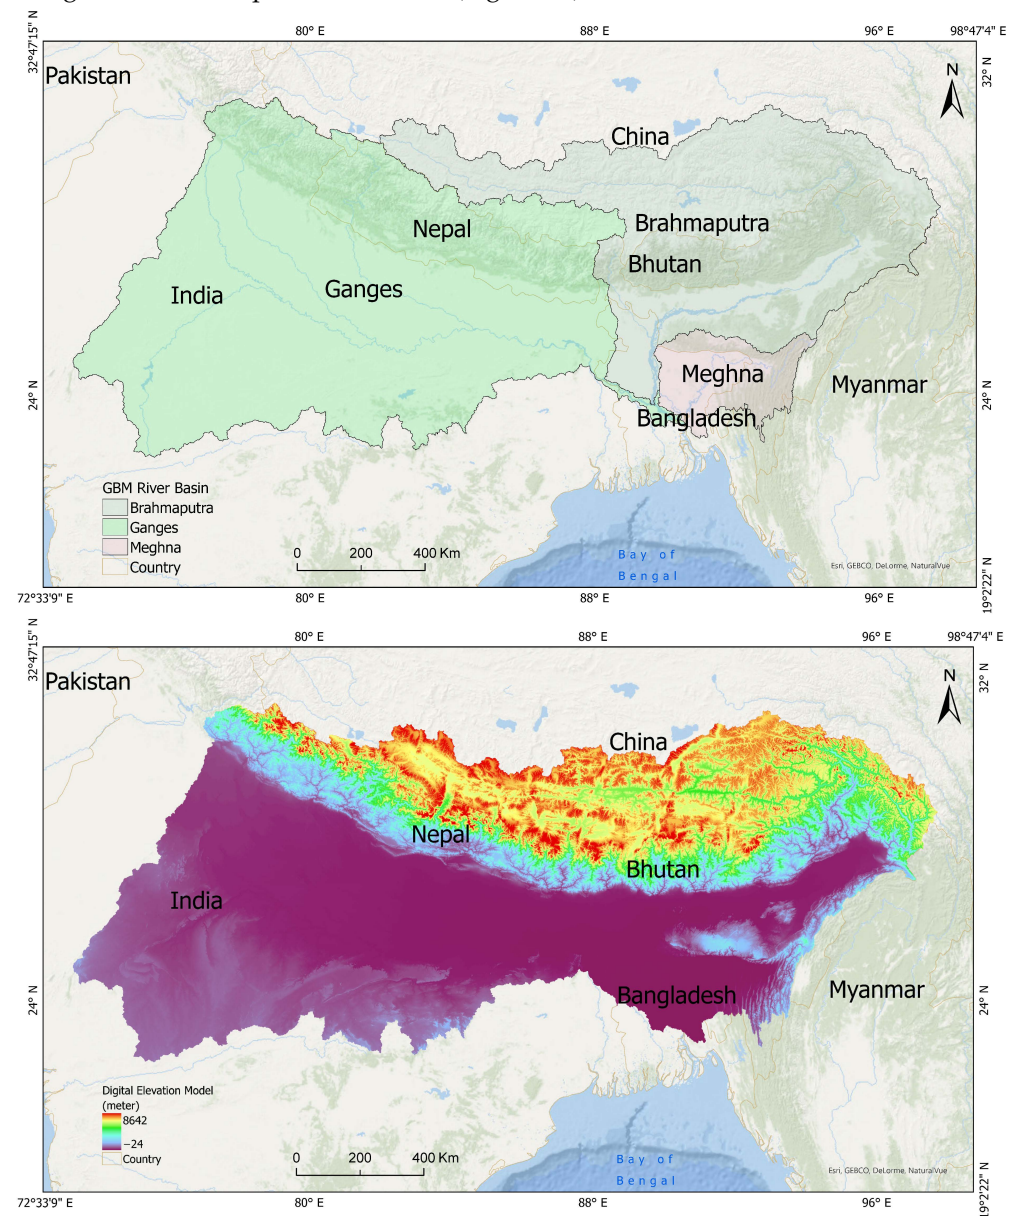 80° E 88° E 96° E 98°47'4" E
32°47'15" N
32° N
Pakistan
N
China
Nepal
Brahmaputra
Bhutan
India
Ganges
Meghna
Myanmar
24° N
24° N
Bangladesh
GBM River Basin
Brahmaputra
Ganges
Meghna
Country
0 200 400 Km
Bay of
Bengal
Esri, GEBCO, DeLorme, NaturalVue
19°2'22" N
72°33'9" E 80° E 88° E 96° E
80° E 88° E 96° E 98°47'4" E
32°47'15" N
32° N
Pakistan
N
China
Nepal
Bhutan
India
Bangladesh
Myanmar
24° N
24° N
Digital Elevation Model
(meter)
8642
−24
Country
0 200 400 Km
Bay of
Bengal
Esri, GEBCO, DeLorme, NaturalVue
19°2'22" N
72°33'9" E 80° E 88° E 96° E